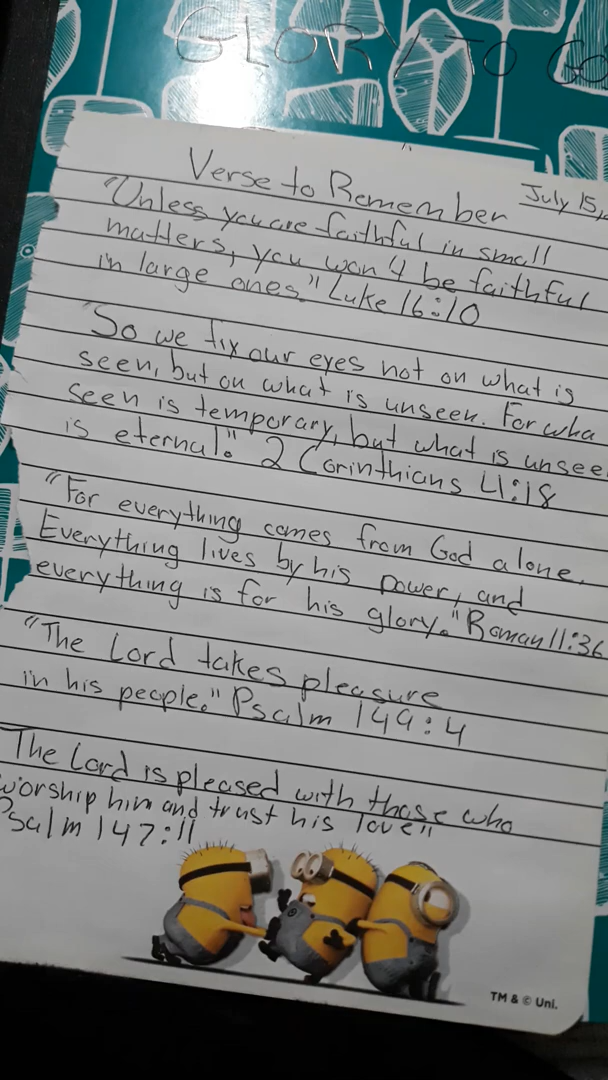 GLORY TO GO
Verse to Remember
July 15,
"Unless you are faithful in small
matters, you won't be faithful
in large ones." Luke 16:10
"So we fix our eyes not on what is
seen, but on what is unseen. For wha
seen is temporary, but what is unsee
is eternal." 2 Corinthians 4:18
"For everything comes from God alone.
Everything lives by his power, and
everything is for his glory." Roman 11:36
"The Lord takes pleasure
in his people." Psalm 149:4
The Lord is pleased with those who
worship him and trust his love"
Psalm 147:11
TM & © Uni.